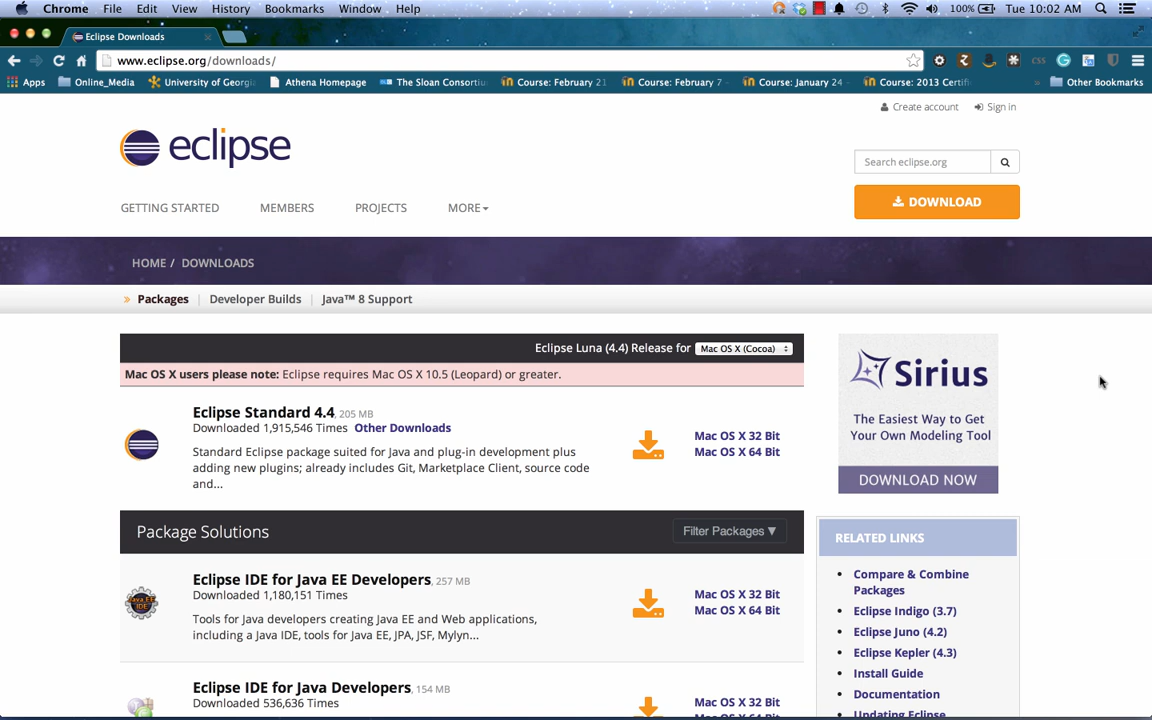 Chrome File Edit View History Bookmarks Window Help 100% Tue 10:02 AM
Eclipse Downloads
www.eclipse.org/downloads/
Apps Online_Media University of Georgi Athena Homepage The Sloan Consortiu Course: February 21 Course: February 7 Course: January 24 Course: 2013 Certifi » Other Bookmarks
Create account Sign in
eclipse
Search eclipse.org
DOWNLOAD
GETTING STARTED MEMBERS PROJECTS MORE
HOME / DOWNLOADS
» Packages | Developer Builds | Java™ 8 Support
Eclipse Luna (4.4) Release for Mac OS X (Cocoa)
Mac OS X users please note: Eclipse requires Mac OS X 10.5 (Leopard) or greater.
Eclipse Standard 4.4, 205 MB
Downloaded 1,915,546 Times Other Downloads
Standard Eclipse package suited for Java and plug-in development plus
adding new plugins; already includes Git, Marketplace Client, source code
and...
Mac OS X 32 Bit
Mac OS X 64 Bit
Sirius
The Easiest Way to Get
Your Own Modeling Tool
DOWNLOAD NOW
Package Solutions Filter Packages ▼
Java EE
IDE
Eclipse IDE for Java EE Developers, 257 MB
Downloaded 1,180,151 Times
Tools for Java developers creating Java EE and Web applications,
including a Java IDE, tools for Java EE, JPA, JSF, Mylyn...
Mac OS X 32 Bit
Mac OS X 64 Bit
Eclipse IDE for Java Developers, 154 MB
Downloaded 536,636 Times
Mac OS X 32 Bit
Mac OS X 64 Bit
RELATED LINKS
Compare & Combine
Packages
Eclipse Indigo (3.7)
Eclipse Juno (4.2)
Eclipse Kepler (4.3)
Install Guide
Documentation
Updating Eclipse